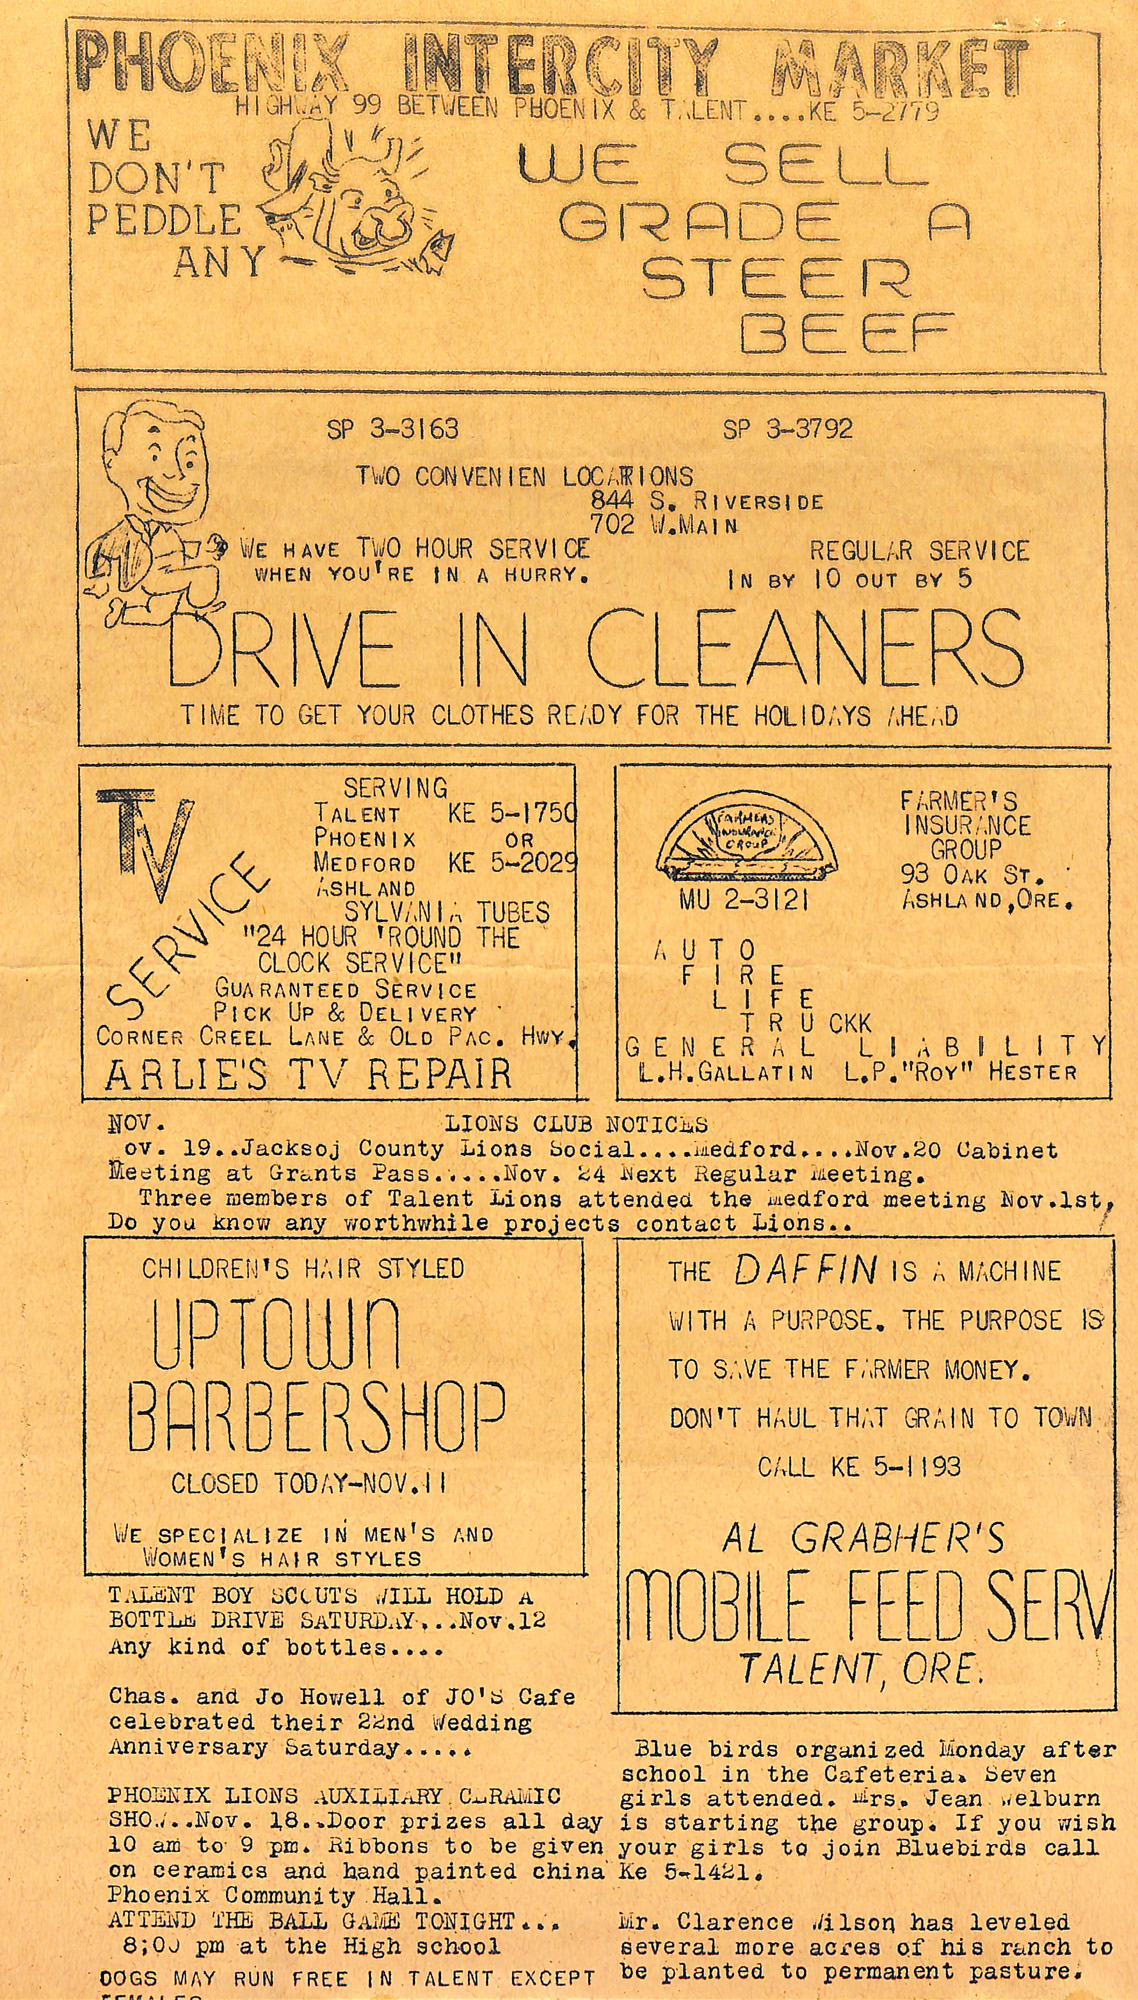 PHOENIX INTERCITY MARKET
HIGHWAY 99 BETWEEN PHOENIX & TALENT....KE 5-2779
WE
DON'T
PEDDLE
ANY
WE SELL
GRADE A
STEER
BEEF
SP 3-3163 SP 3-3792
TWO CONVENIEN LOCATIONS
844 S. RIVERSIDE
702 W.MAIN
WE HAVE TWO HOUR SERVICE
WHEN YOU'RE IN A HURRY.
REGULAR SERVICE
IN BY 10 OUT BY 5
DRIVE IN CLEANERS
TIME TO GET YOUR CLOTHES READY FOR THE HOLIDAYS AHEAD
TV
SERVICE
SERVING
TALENT KE 5-1750
PHOENIX OR
MEDFORD KE 5-2029
ASHLAND
SYLVANIA TUBES
"24 HOUR 'ROUND THE
CLOCK SERVICE"
GUARANTEED SERVICE
PICK UP & DELIVERY
CORNER CREEL LANE & OLD PAC. HWY.
ARLIE'S TV REPAIR
FARMERS
INSURANCE
GROUP
MU 2-3121
FARMER'S
INSURANCE
GROUP
93 OAK ST.
ASHLAND,ORE.
AUTO
FIRE
LIFE
TRUCKK
GENERAL LIABILITY
L.H.GALLATIN L.P."ROY" HESTER
NOV. LIONS CLUB NOTICES
ov. 19..Jacksoj County Lions Social....Medford....Nov.20 Cabinet
Meeting at Grants Pass.....Nov. 24 Next Regular Meeting.
Three members of Talent Lions attended the Medford meeting Nov.1st,
Do you know any worthwhile projects contact Lions..
CHILDREN'S HAIR STYLED
UPTOWN
BARBERSHOP
CLOSED TODAY-NOV.11
WE SPECIALIZE IN MEN'S AND
WOMEN'S HAIR STYLES
THE DAFFIN IS A MACHINE
WITH A PURPOSE. THE PURPOSE IS
TO SAVE THE FARMER MONEY.
DON'T HAUL THAT GRAIN TO TOWN
CALL KE 5-1193
AL GRABHER'S
MOBILE FEED SERV
TALENT, ORE.
TALENT BOY SCOUTS WILL HOLD A
BOTTLE DRIVE SATURDAY...Nov.12
Any kind of bottles....
Chas. and Jo Howell of JO'S Cafe
celebrated their 22nd Wedding
Anniversary Saturday.....
PHOENIX LIONS AUXILIARY CERAMIC
SHOW..Nov. 18..Door prizes all day
10 am to 9 pm. Ribbons to be given
on ceramics and hand painted china
Phoenix Community Hall.
ATTEND THE BALL GAME TONIGHT...
8;00 pm at the High school
DOGS MAY RUN FREE IN TALENT EXCEPT
FEMALES
Blue birds organized Monday after
school in the Cafeteria. Seven
girls attended. Mrs. Jean Welburn
is starting the group. If you wish
your girls to join Bluebirds call
Ke 5-1421.
Mr. Clarence Wilson has leveled
several more acres of his ranch to
be planted to permanent pasture.